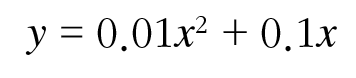 y = 0.01x² + 0.1x